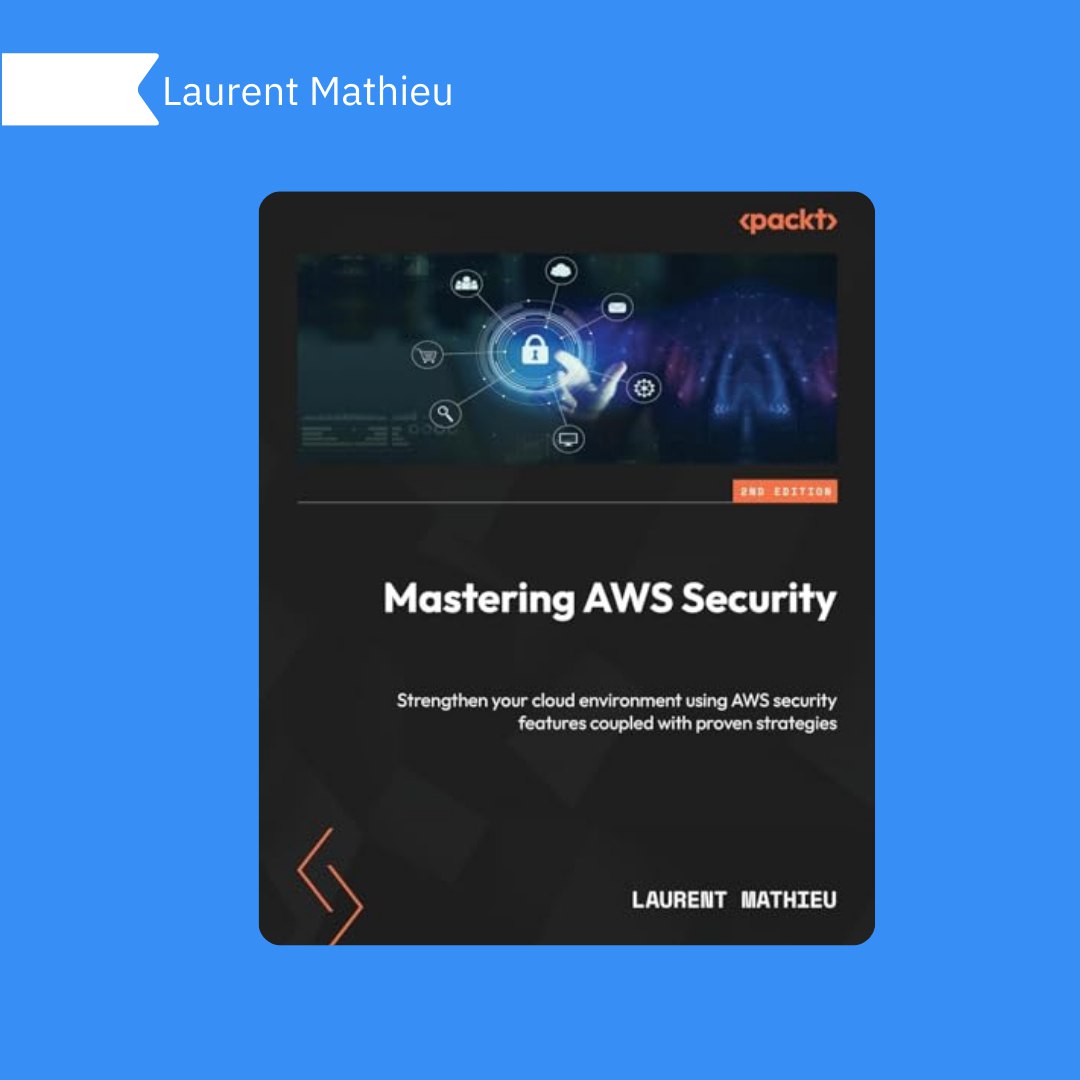 Laurent Mathieu
<packt>
2ND EDITION
Mastering AWS Security
Strengthen your cloud environment using AWS security
features coupled with proven strategies
LAURENT MATHIEU